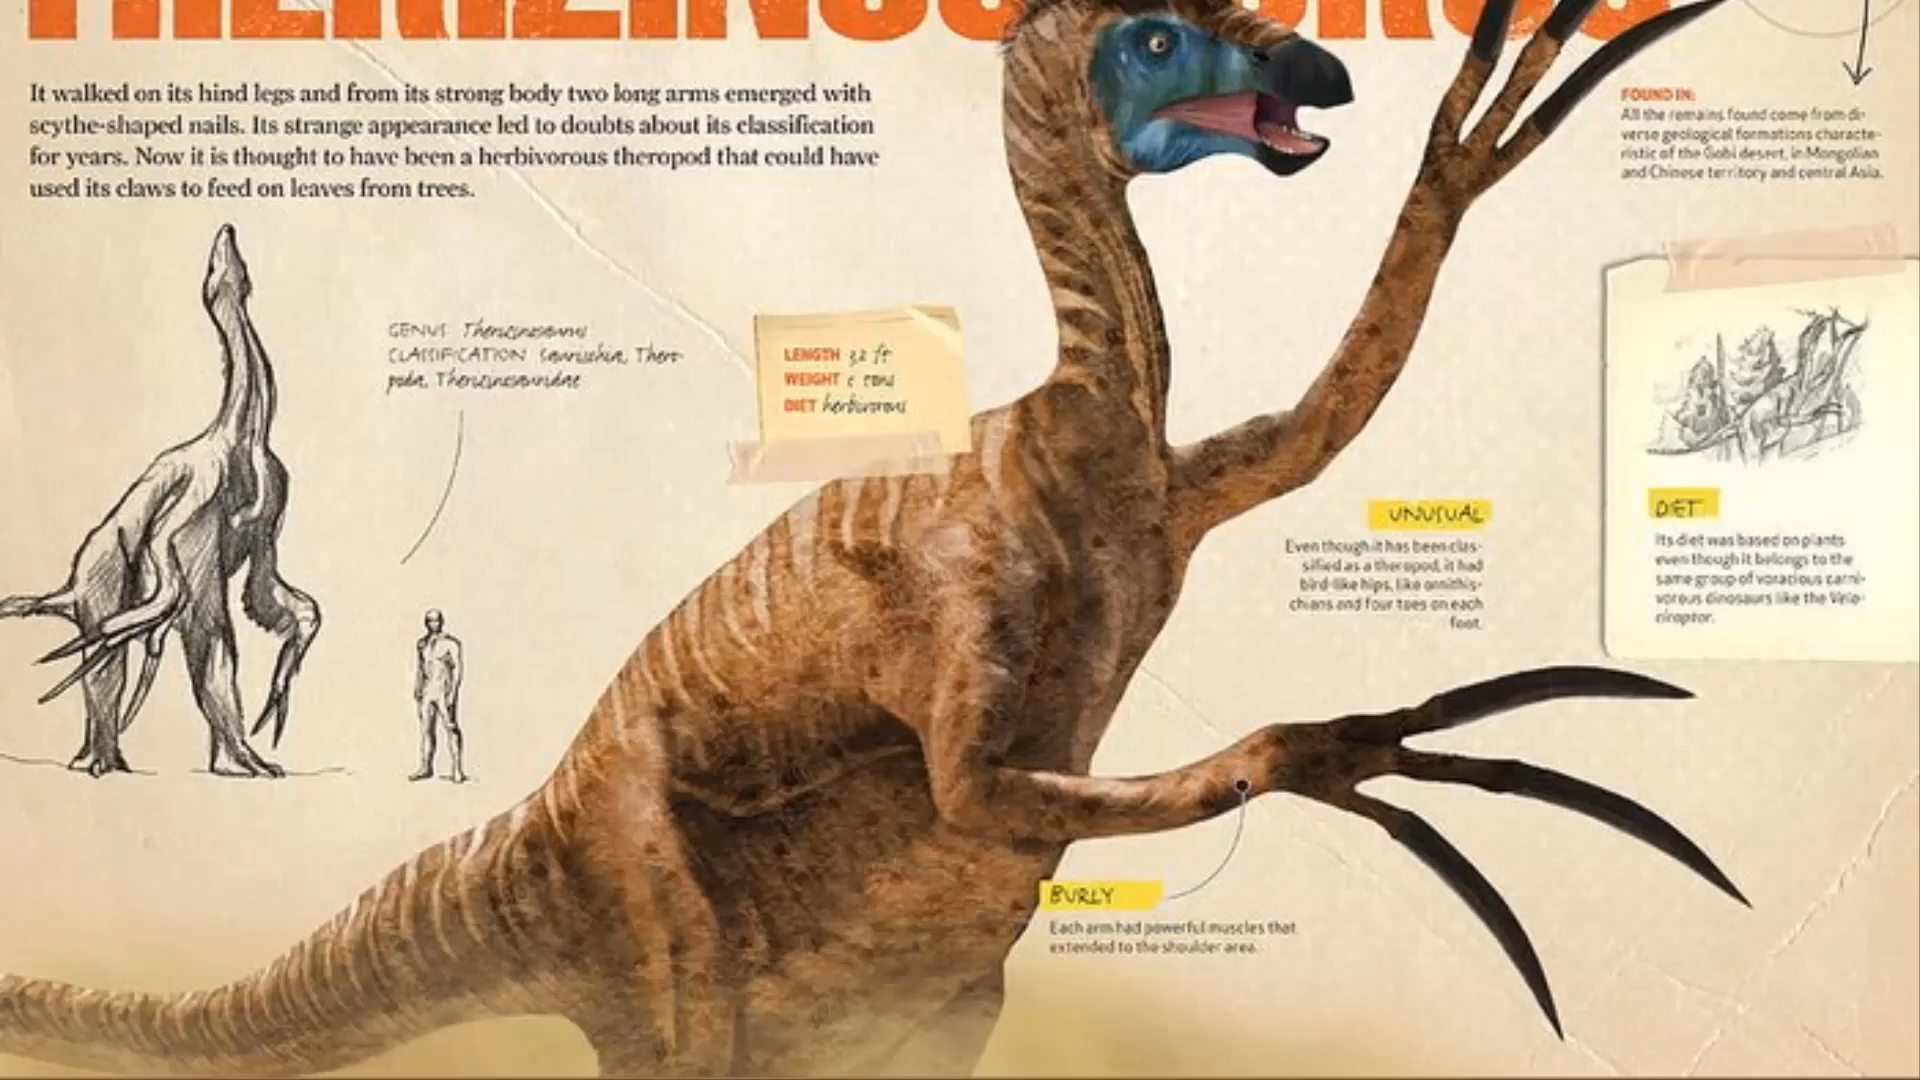 THERIZINOSAURUS
It walked on its hind legs and from its strong body two long arms emerged with
scythe-shaped nails. Its strange appearance led to doubts about its classification
for years. Now it is thought to have been a herbivorous theropod that could have
used its claws to feed on leaves from trees.
FOUND IN:
All the remains found come from di-
verse geological formations characte-
ristic of the Gobi desert, in Mongolian
and Chinese territory and central Asia.
GENUS Therizinosaurus
CLASSIFICATION Saurischia, Thero-
poda, Therizinosauridae
LENGTH 32 ft
WEIGHT tons
DIET herbivorous
UNUSUAL
Even though it has been clas-
sified as a theropod, it had
bird-like hips, like ornithis-
chians and four toes on each
foot.
DIET
Its diet was based on plants
even though it belongs to the
same group of voracious carni-
vorous dinosaurs like the Velo-
ciraptor.
BURLY
Each arm had powerful muscles that
extended to the shoulder area.